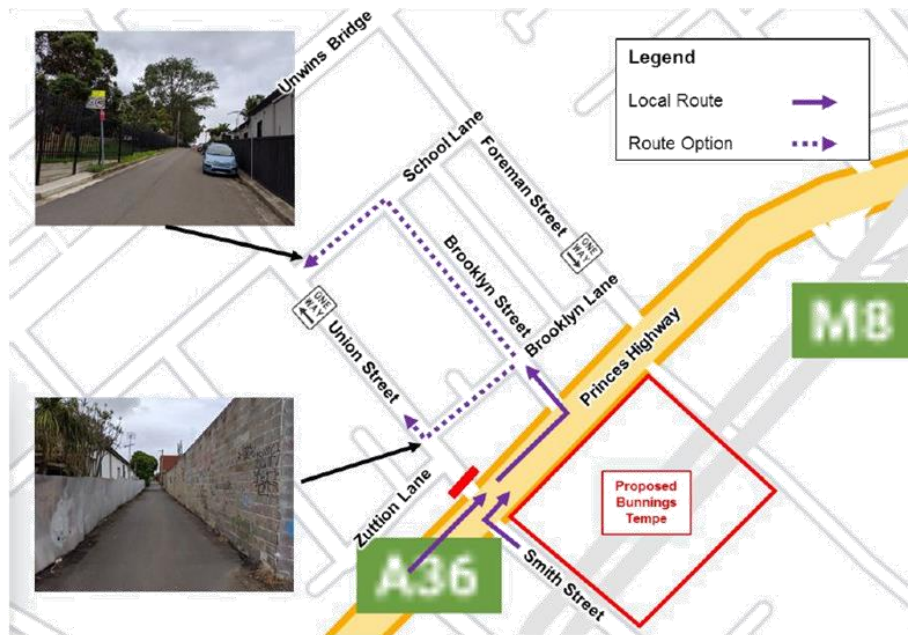 Unwins Bridge
Legend
Local Route
Route Option
School Lane
Foreman Street
ONE
WAY
Brooklyn Street
Brooklyn Lane
ONE
WAY
Union Street
Princes Highway
M8
Zuttion Lane
Proposed
Bunnings
Tempe
A36
Smith Street